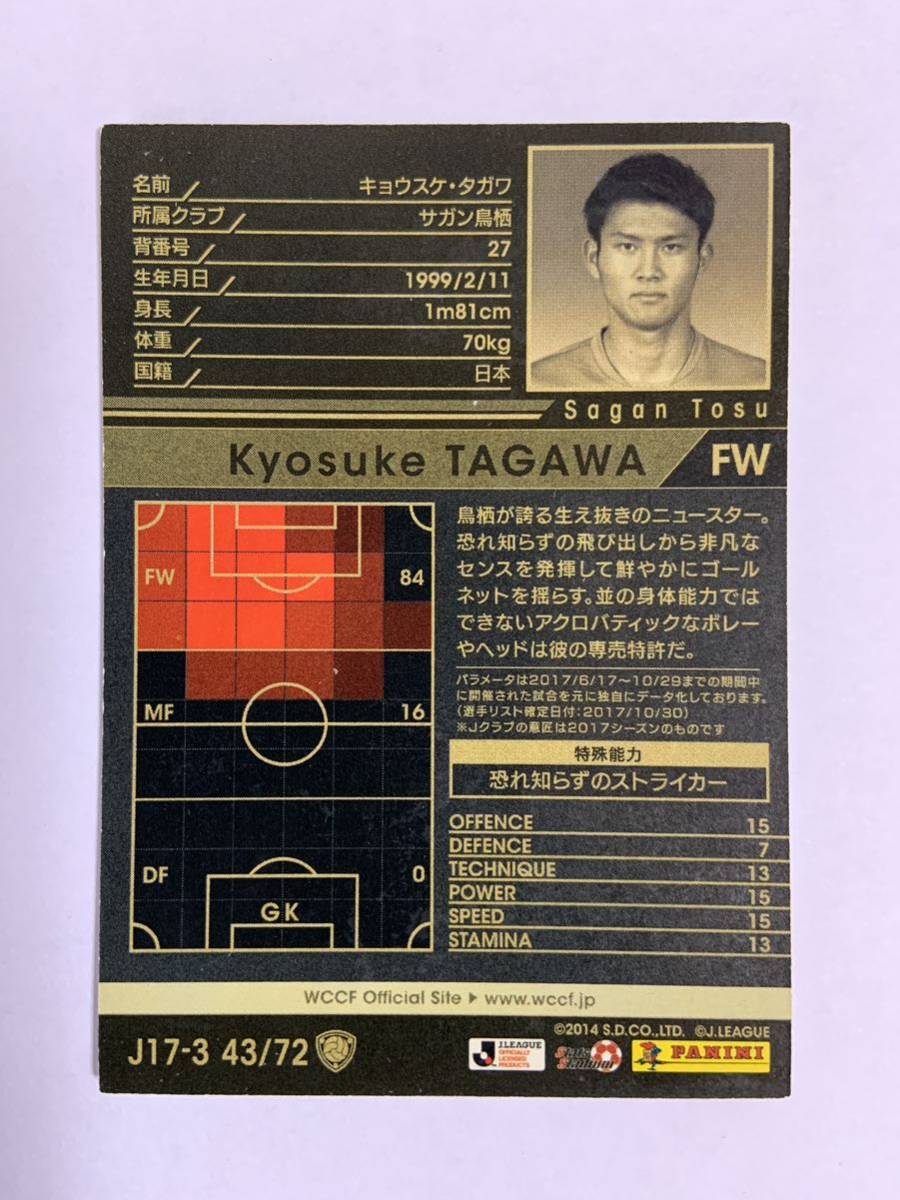 名前 キョウスケ・タガワ
所属クラブ サガン鳥栖
背番号 27
生年月日 1999/2/11
身長 1m81cm
体重 70kg
国籍 日本
Sagan Tosu
Kyosuke TAGAWA FW
FW 84
MF 16
DF 0
GK
鳥栖が誇る生え抜きのニュースター。
恐れ知らずの飛び出しから非凡な
センスを発揮して鮮やかにゴール
ネットを揺らす。並の身体能力では
できないアクロバティックなボレー
やヘッドは彼の専売特許だ。
パラメータは2017/6/17〜10/29までの期間中
に開催された試合を元に独自にデータ化しております。
(選手リスト確定日付:2017/10/30)
※Jクラブの意匠は2017シーズンのものです
特殊能力
恐れ知らずのストライカー
OFFENCE 15
DEFENCE 7
TECHNIQUE 13
POWER 15
SPEED 15
STAMINA 13
WCCF Official Site ▶ www.wccf.jp
©2014 S.D.CO.,LTD. ©J.LEAGUE
J17-3 43/72
J.LEAGUE
OFFICIALLY
LICENSED
PRODUCTS
Stats
Stadium
PANINI